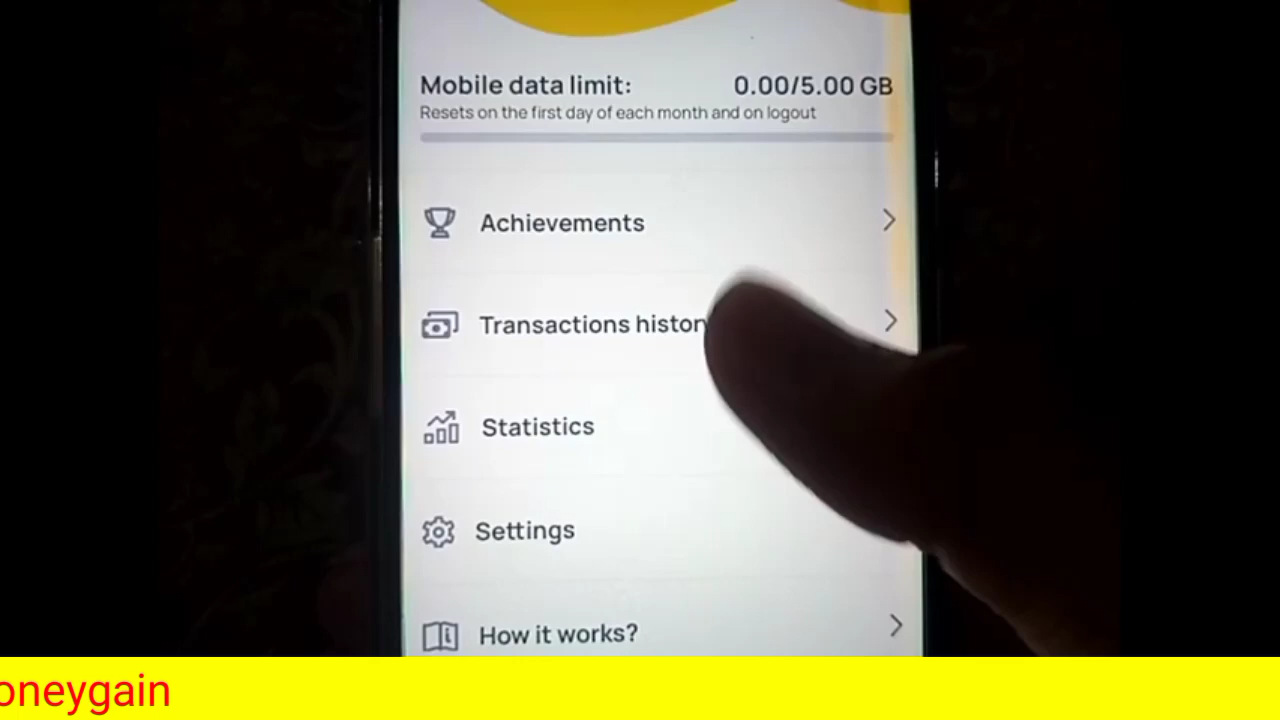 Mobile data limit: 0.00/5.00 GB
Resets on the first day of each month and on logout
Achievements
Transactions histor
Statistics
Settings
How it works?
oneygain